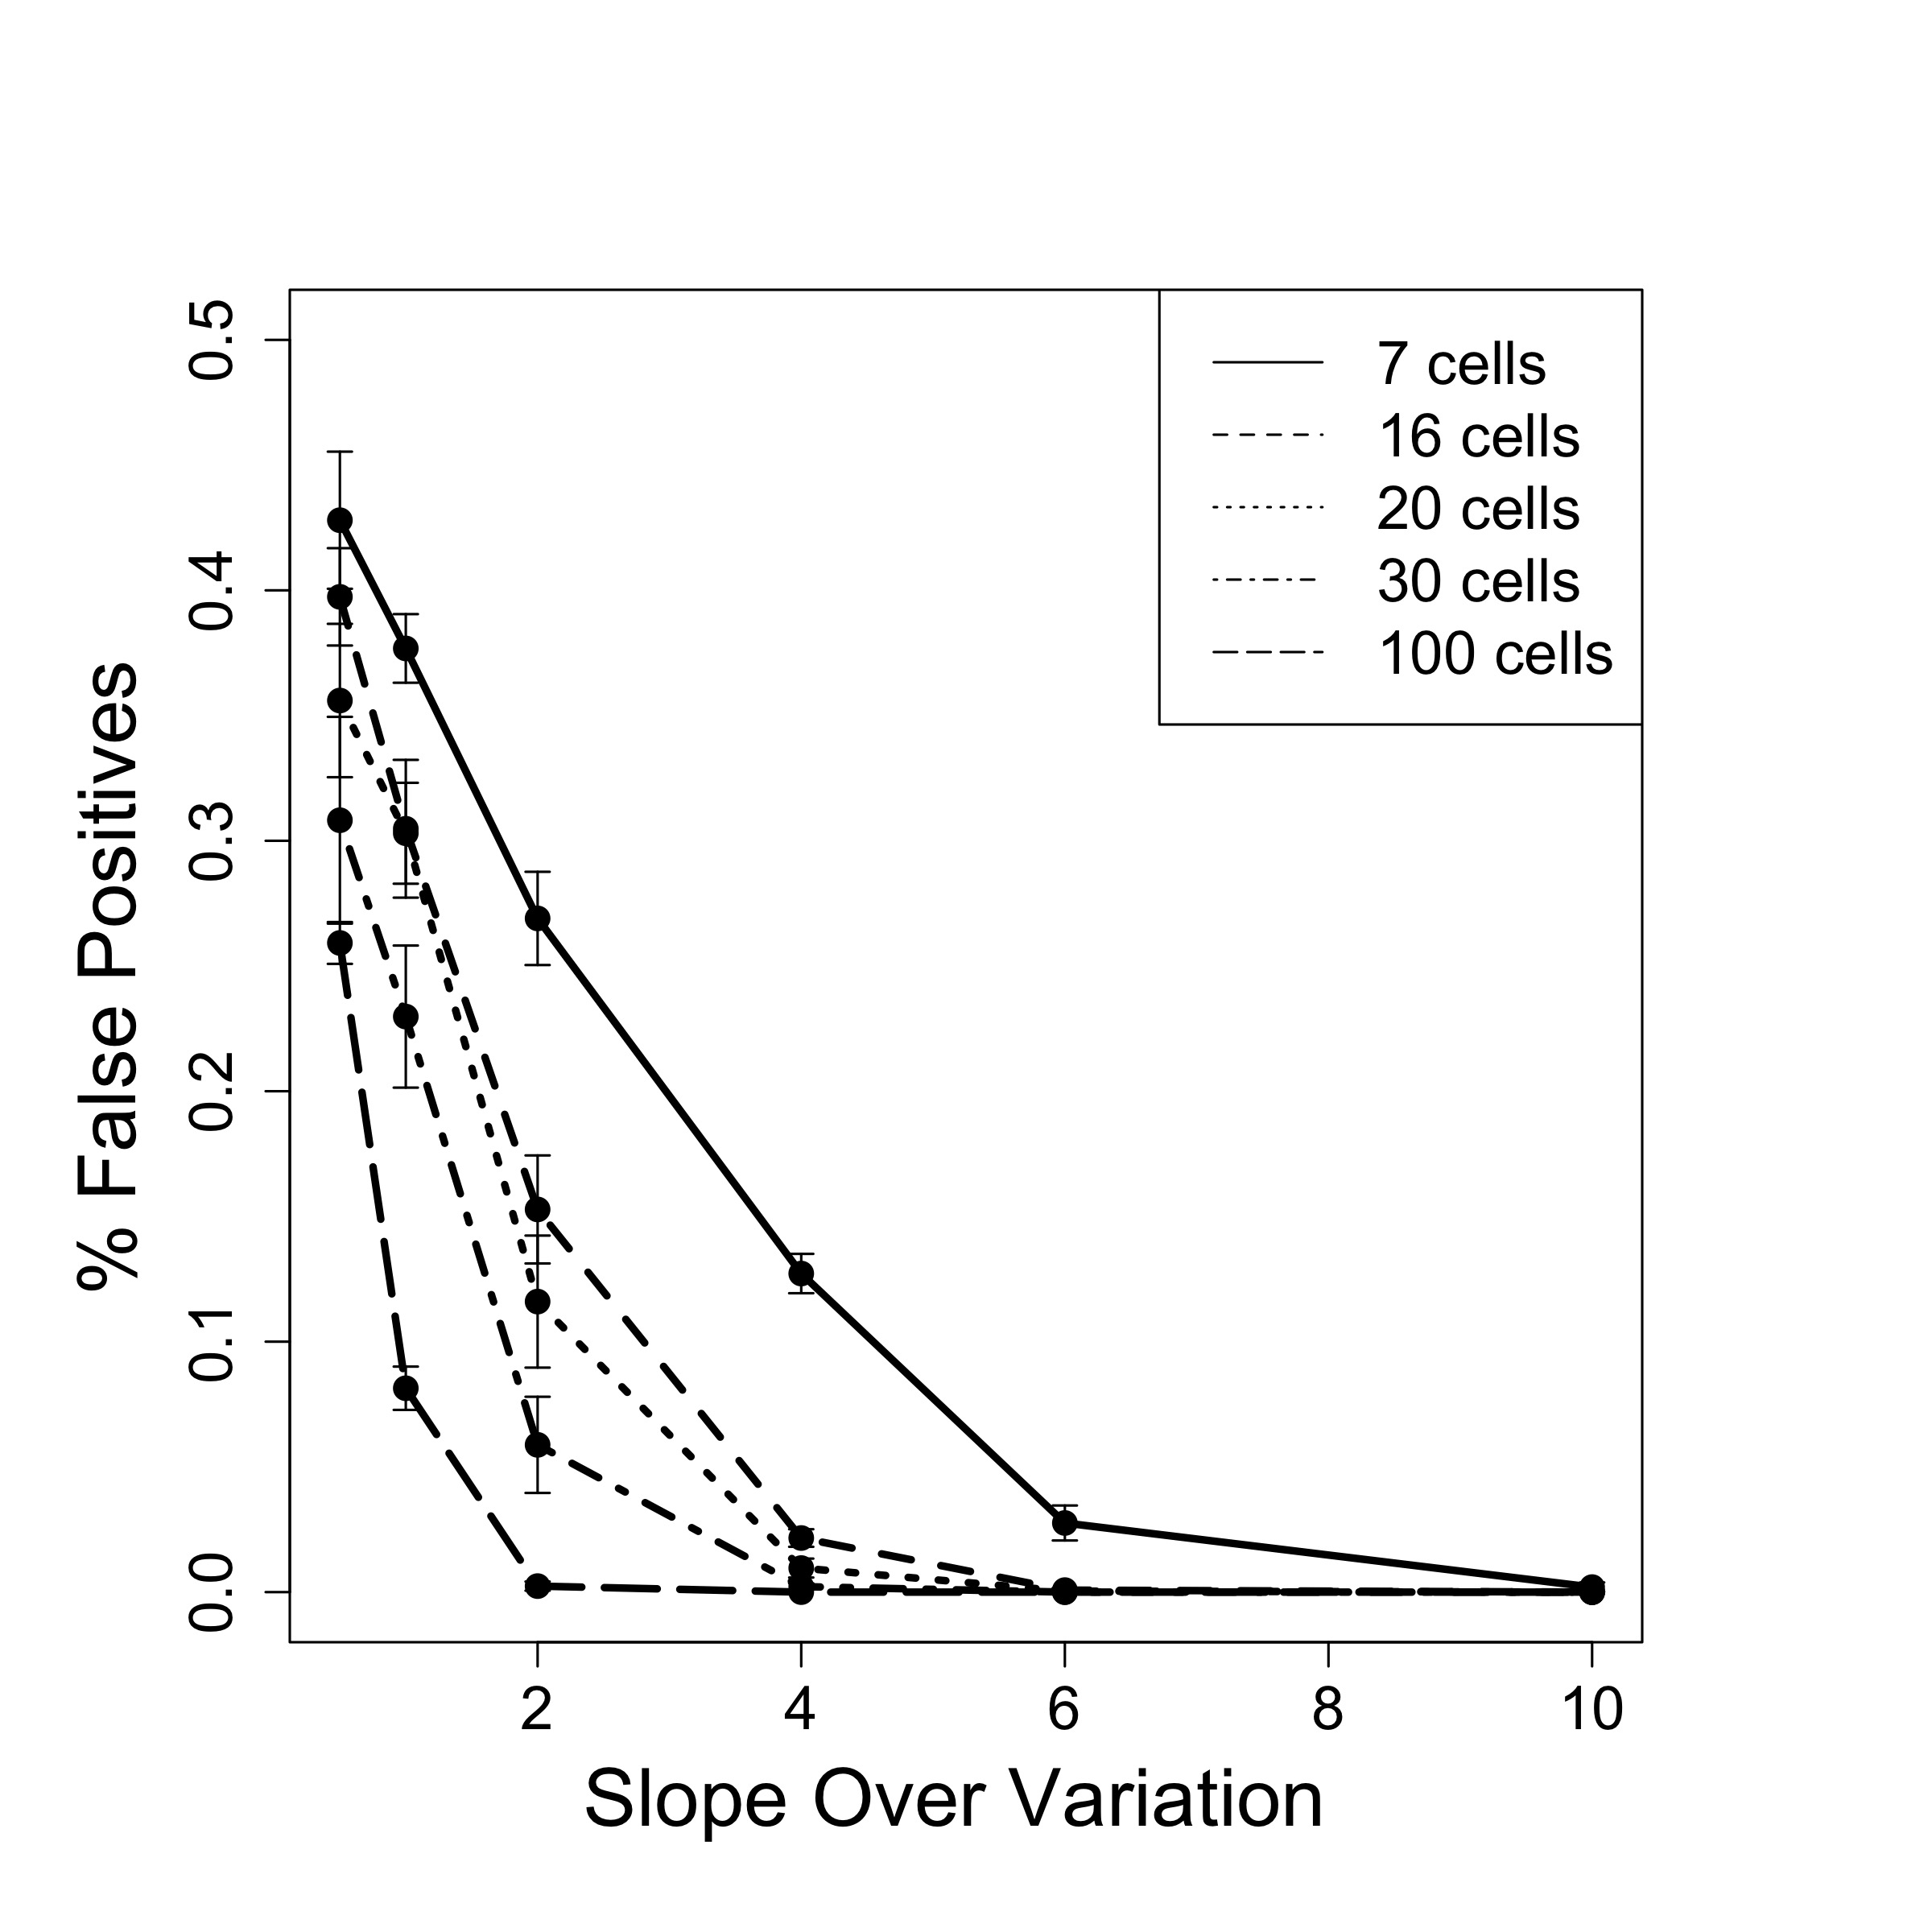 % False Positives
0.5
0.4
0.3
0.2
0.1
0.0
7 cells
16 cells
20 cells
30 cells
100 cells
2 4 6 8 10
Slope Over Variation